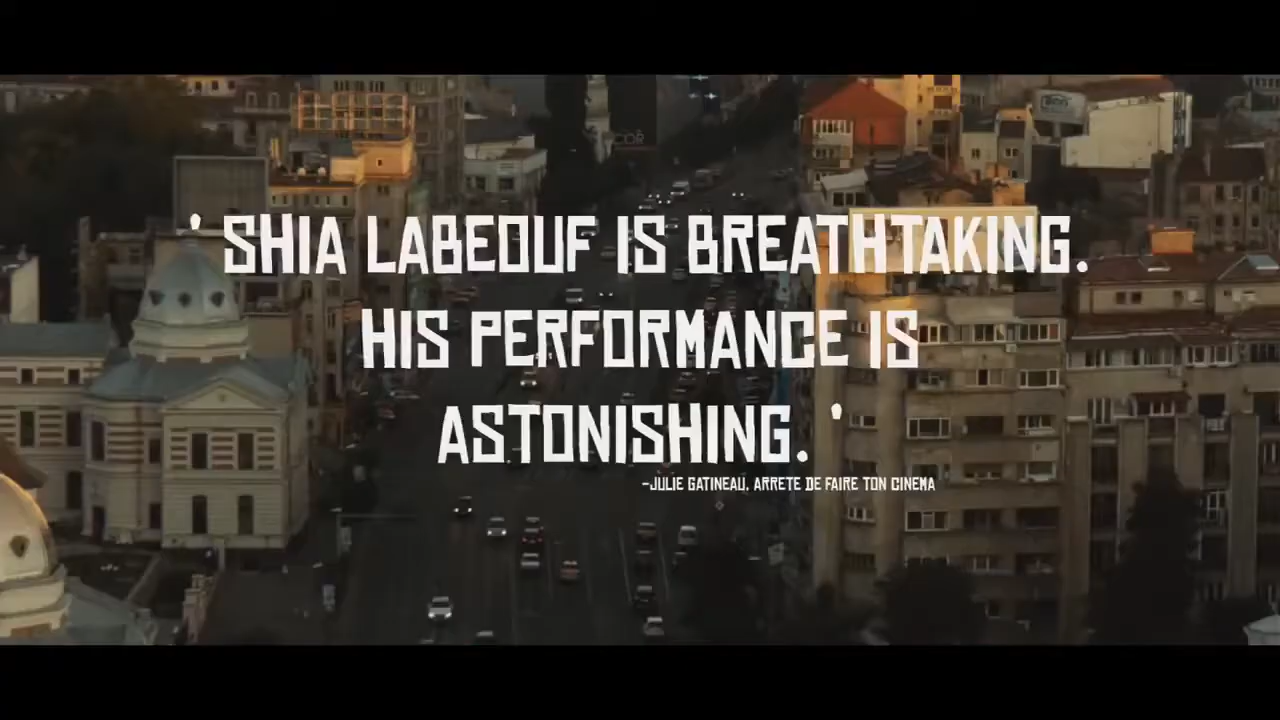 ' SHIA LABEOUF IS BREATHTAKING.
HIS PERFORMANCE IS
ASTONISHING. '
-JULIE GATINEAU, ARRETE DE FAIRE TON CINEMA